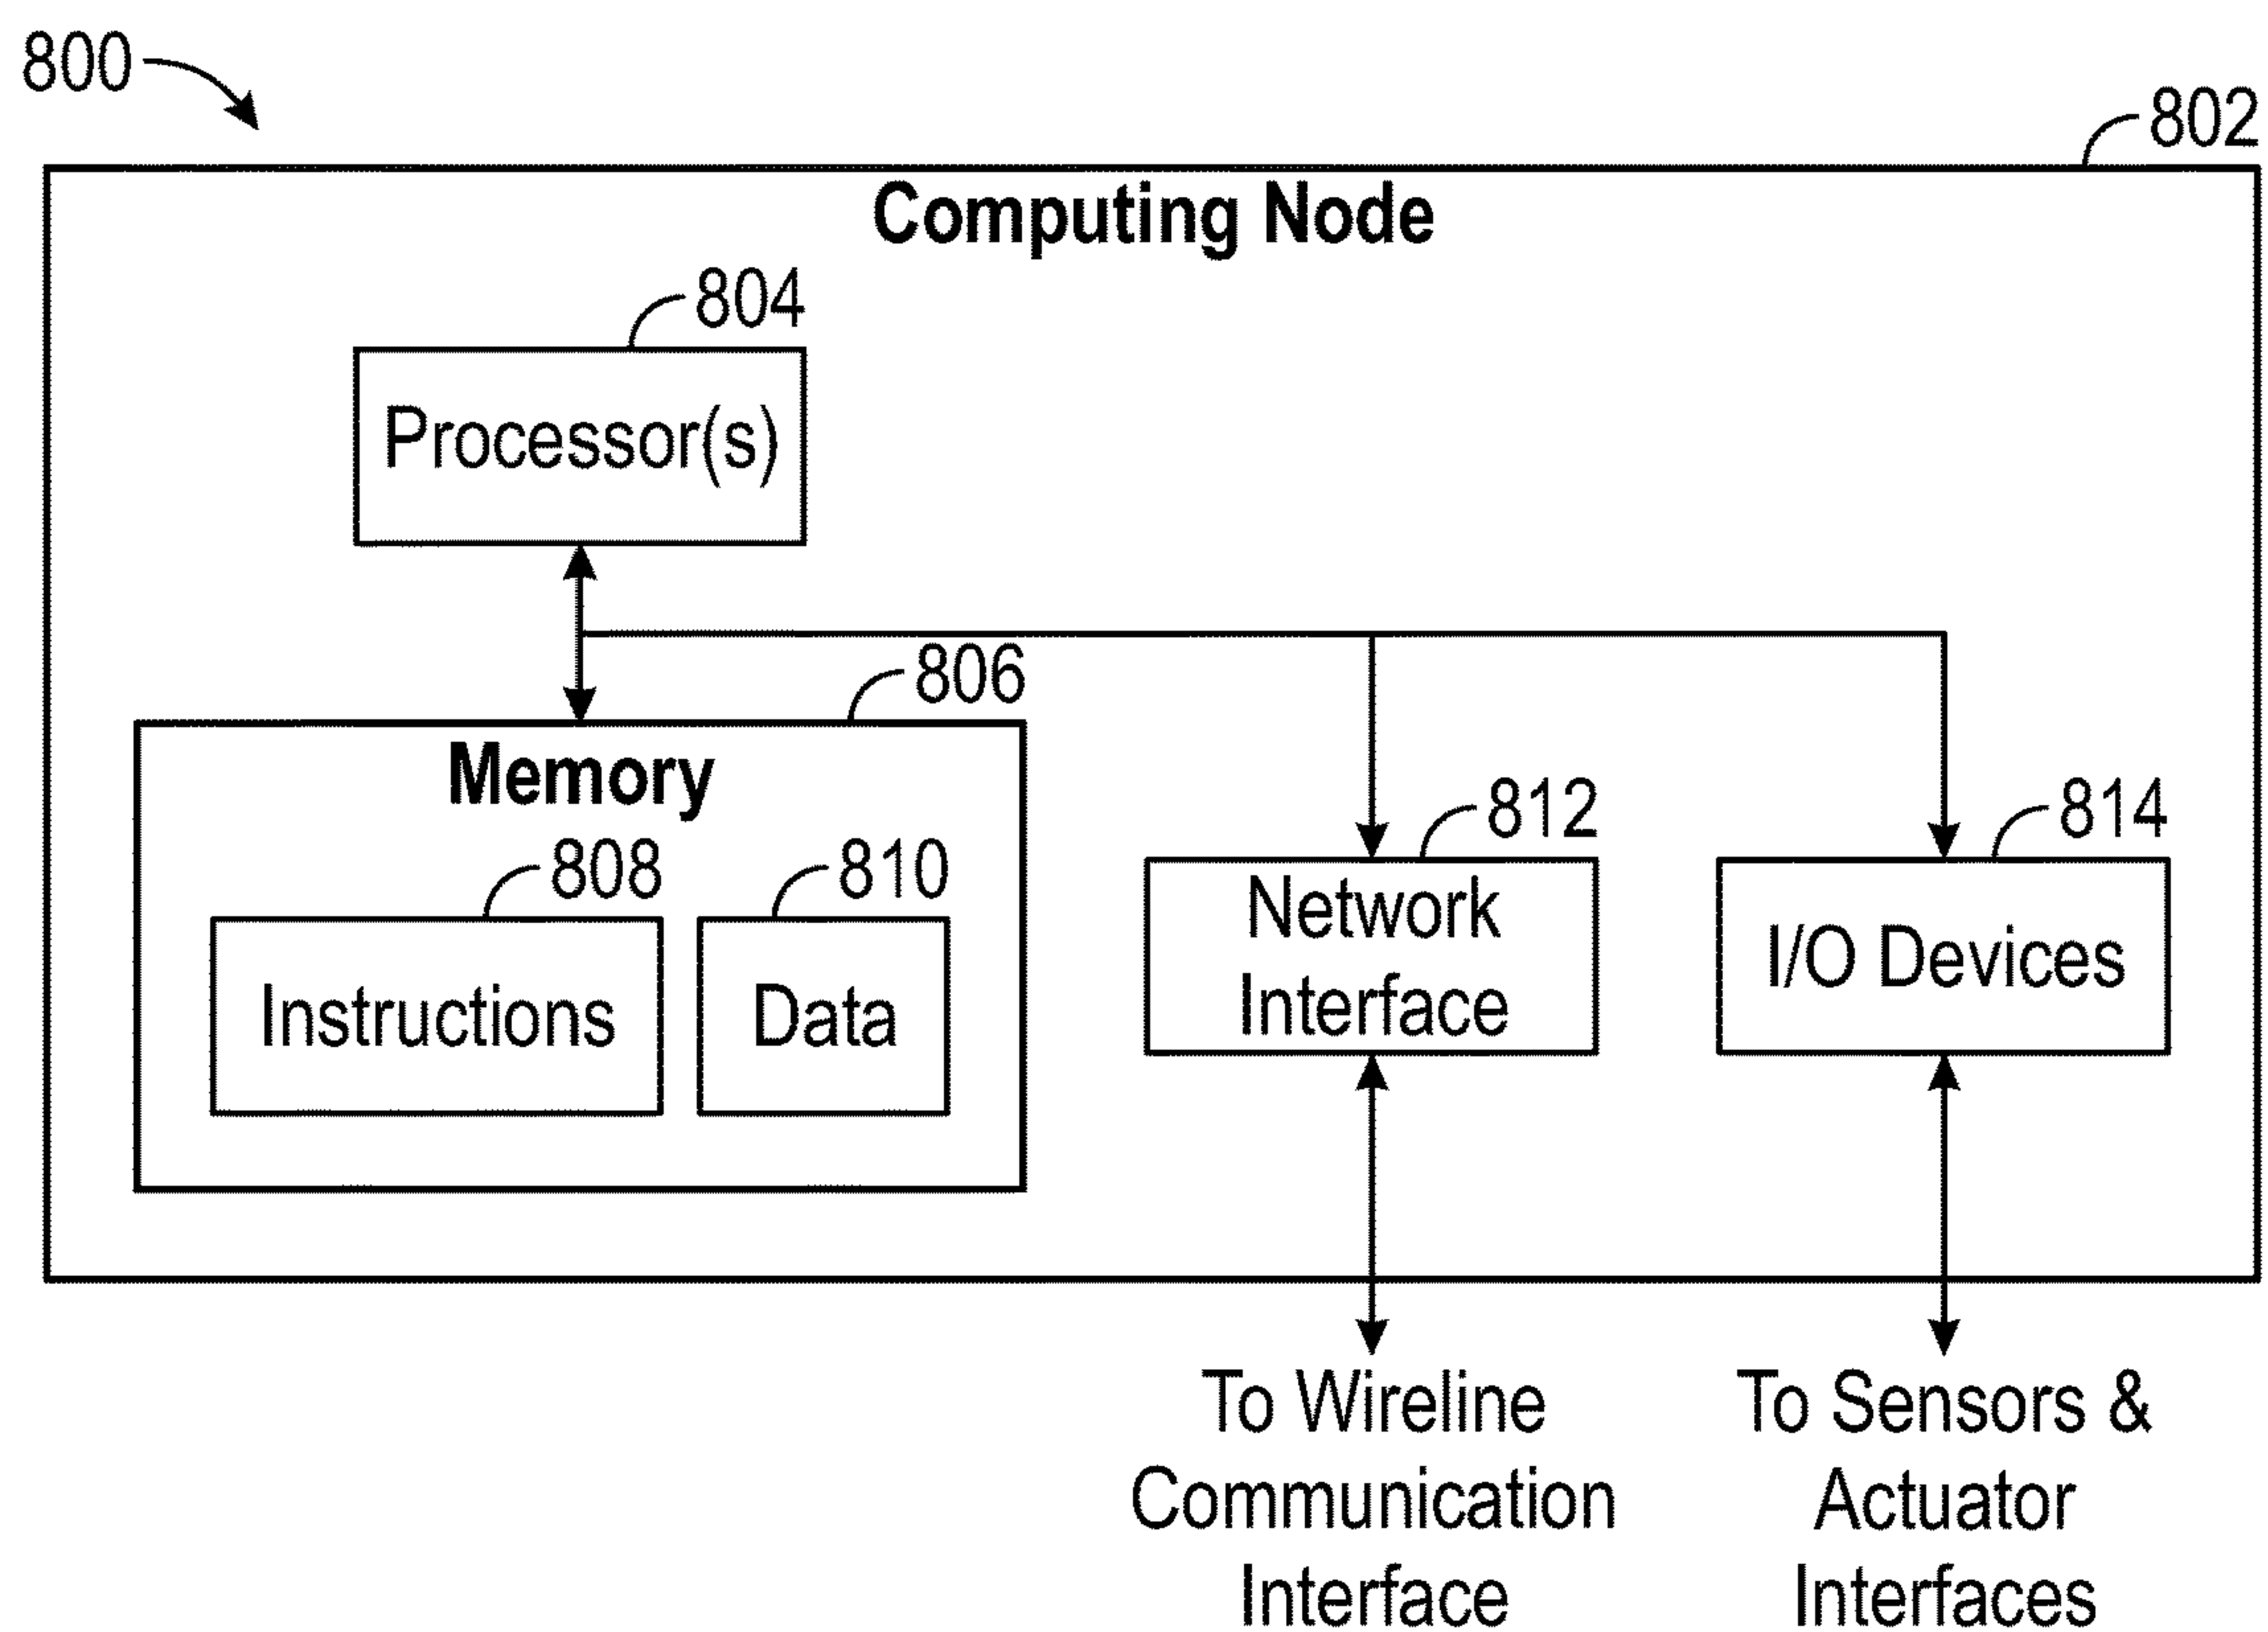 800
802
Computing Node
804
Processor(s)
806
Memory
808
810
Instructions
Data
812
Network
Interface
814
I/O Devices
To Wireline
Communication
Interface
To Sensors &
Actuator
Interfaces